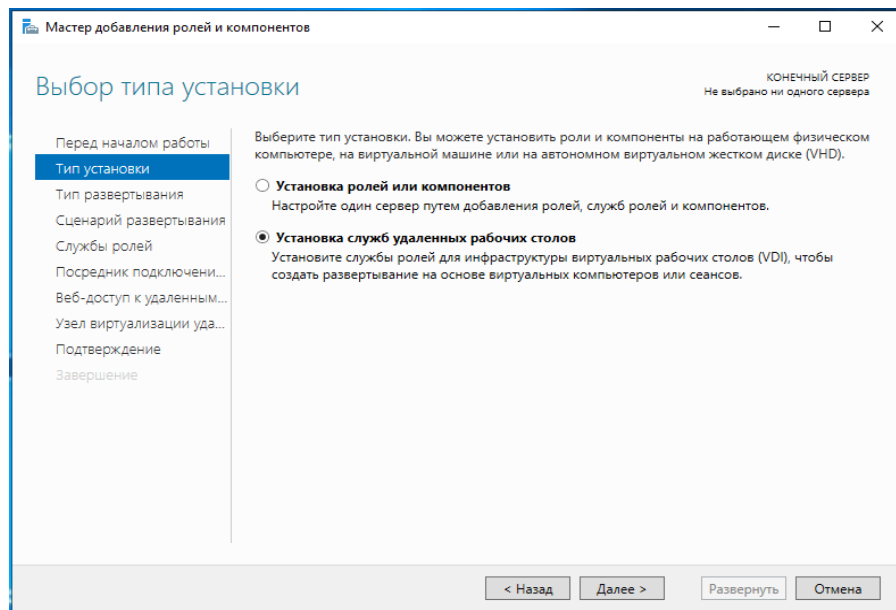 Мастер добавления ролей и компонентов
Выбор типа установки
КОНЕЧНЫЙ СЕРВЕР
Не выбрано ни одного сервера
Перед началом работы
Тип установки
Тип развертывания
Сценарий развертывания
Службы ролей
Посредник подключени...
Веб-доступ к удаленным...
Узел виртуализации уда...
Подтверждение
Завершение
Выберите тип установки. Вы можете установить роли и компоненты на работающем физическом
компьютере, на виртуальной машине или на автономном виртуальном жестком диске (VHD).
Установка ролей или компонентов
Настройте один сервер путем добавления ролей, служб ролей и компонентов.
Установка служб удаленных рабочих столов
Установите службы ролей для инфраструктуры виртуальных рабочих столов (VDI), чтобы
создать развертывание на основе виртуальных компьютеров или сеансов.
< Назад
Далее >
Развернуть
Отмена